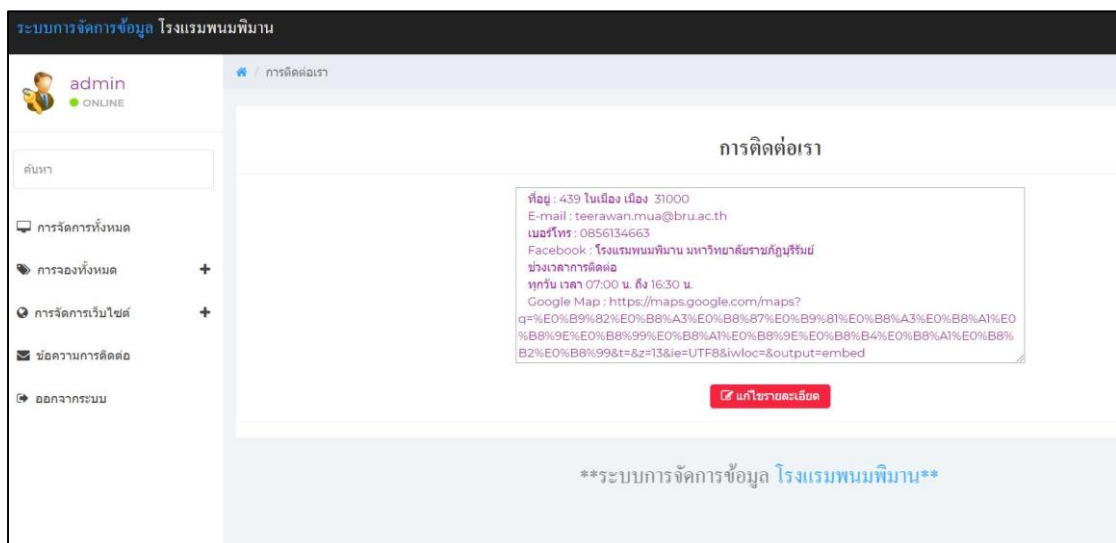 ระบบการจัดการข้อมูล โรงแรมพนมพิมาน
admin
ONLINE
ค้นหา
การจัดการทั้งหมด
การจองทั้งหมด +
การจัดการเว็บไซต์ +
ข้อความการติดต่อ
ออกจากระบบ
/ การติดต่อเรา
การติดต่อเรา
ที่อยู่ : 439 ในเมือง เมือง 31000
E-mail : teerawan.mua@bru.ac.th
เบอร์โทร : 0856134663
Facebook : โรงแรมพนมพิมาน มหาวิทยาลัยราชภัฏบุรีรัมย์
ช่วงเวลาการติดต่อ
ทุกวัน เวลา 07:00 น. ถึง 16:30 น.
Google Map : https://maps.google.com/maps?
q=%E0%B9%82%E0%B8%A3%E0%B8%87%E0%B9%81%E0%B8%A3%E0%B8%A1%E0
%B8%9E%E0%B8%99%E0%B8%A1%E0%B8%9E%E0%B8%B4%E0%B8%A1%E0%B8%
B2%E0%B8%99&t=&z=13&ie=UTF8&iwloc=&output=embed
แก้ไขรายละเอียด
**ระบบการจัดการข้อมูล โรงแรมพนมพิมาน**